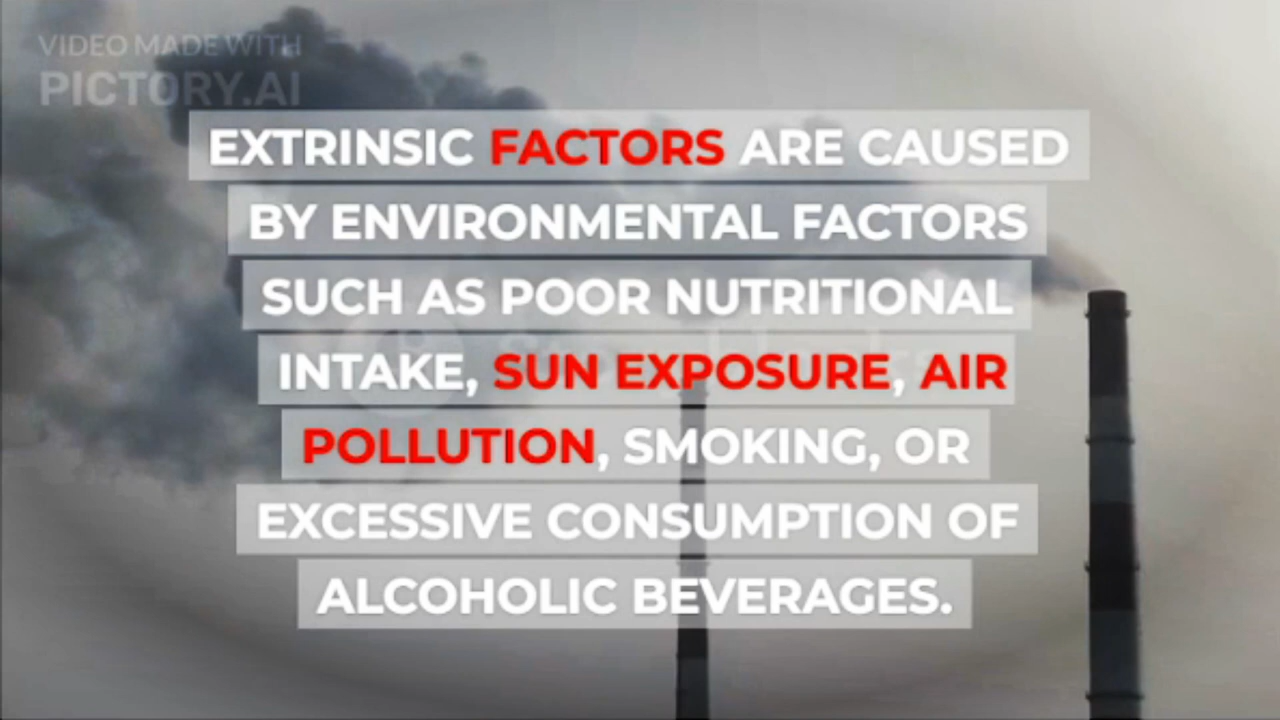 VIDEO MADE WITH
PICTORY.AI
EXTRINSIC FACTORS ARE CAUSED
BY ENVIRONMENTAL FACTORS
SUCH AS POOR NUTRITIONAL
INTAKE, SUN EXPOSURE, AIR
POLLUTION, SMOKING, OR
EXCESSIVE CONSUMPTION OF
ALCOHOLIC BEVERAGES.